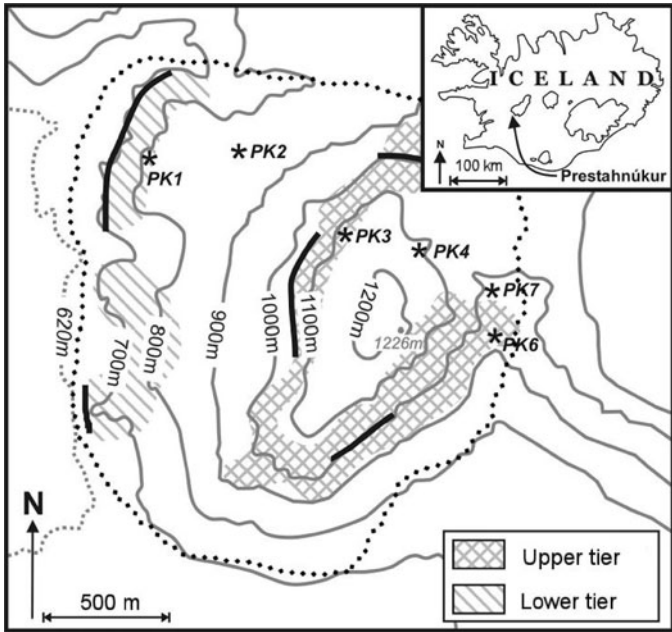 ICELAND
N
100 km
Prestahnúkur
PK1
PK2
PK3
PK4
PK7
PK6
620m
700m
800m
900m
1000m
1100m
1200m
1226m
N
500 m
Upper tier
Lower tier